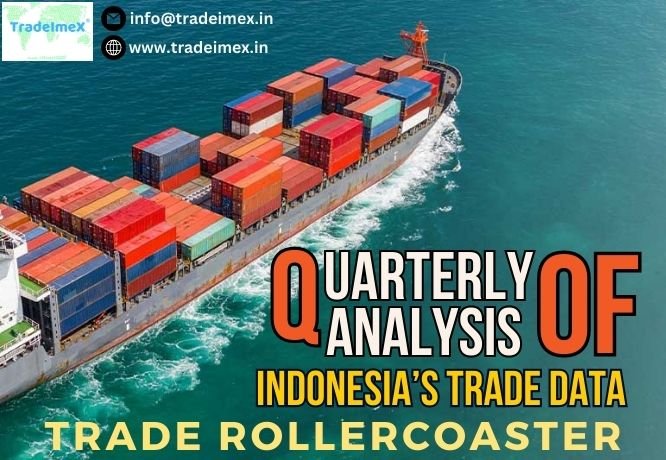 TradeImeX®
info@tradeimex.in
www.tradeimex.in
QUARTERLY
ANALYSIS OF
INDONESIA'S TRADE DATA
TRADE ROLLERCOASTER